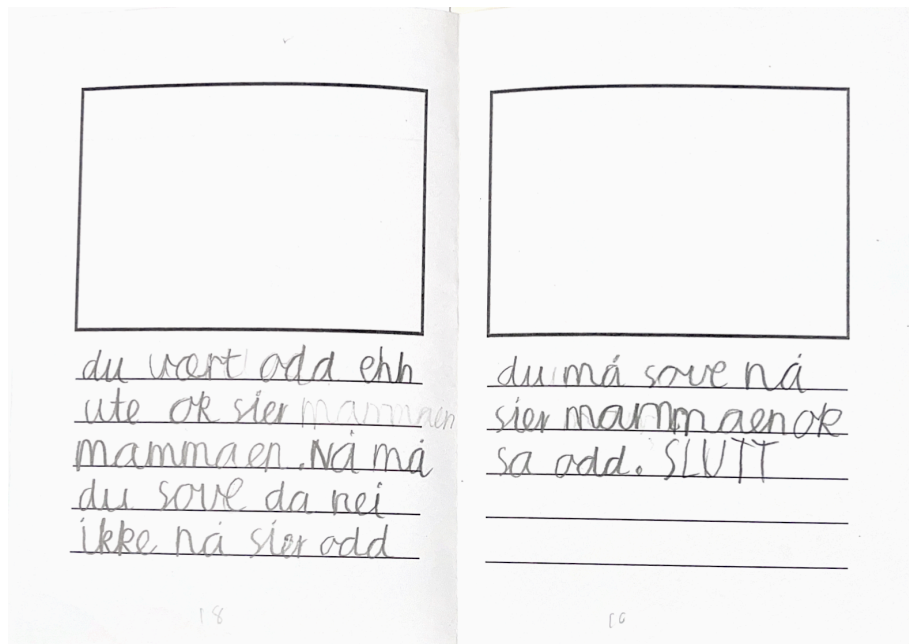 du vært odd ehh
ute ok sier mammaen
mammaen. Nå må
du sove da nei
ikke nå sier odd
18
du må sove nå
sier mammaen ok
sa odd. SLUTT